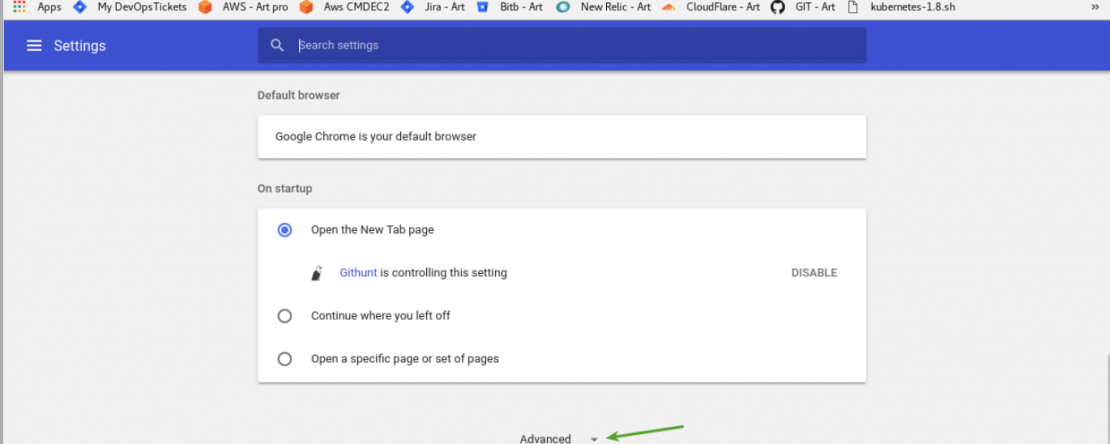 Apps My DevOpsTickets AWS - Art pro Aws CMDEC2 Jira - Art Bitb - Art New Relic - Art CloudFlare - Art GIT - Art kubernetes-1.8.sh »
Settings Search settings
Default browser
Google Chrome is your default browser
On startup
Open the New Tab page
Githunt is controlling this setting DISABLE
Continue where you left off
Open a specific page or set of pages
Advanced